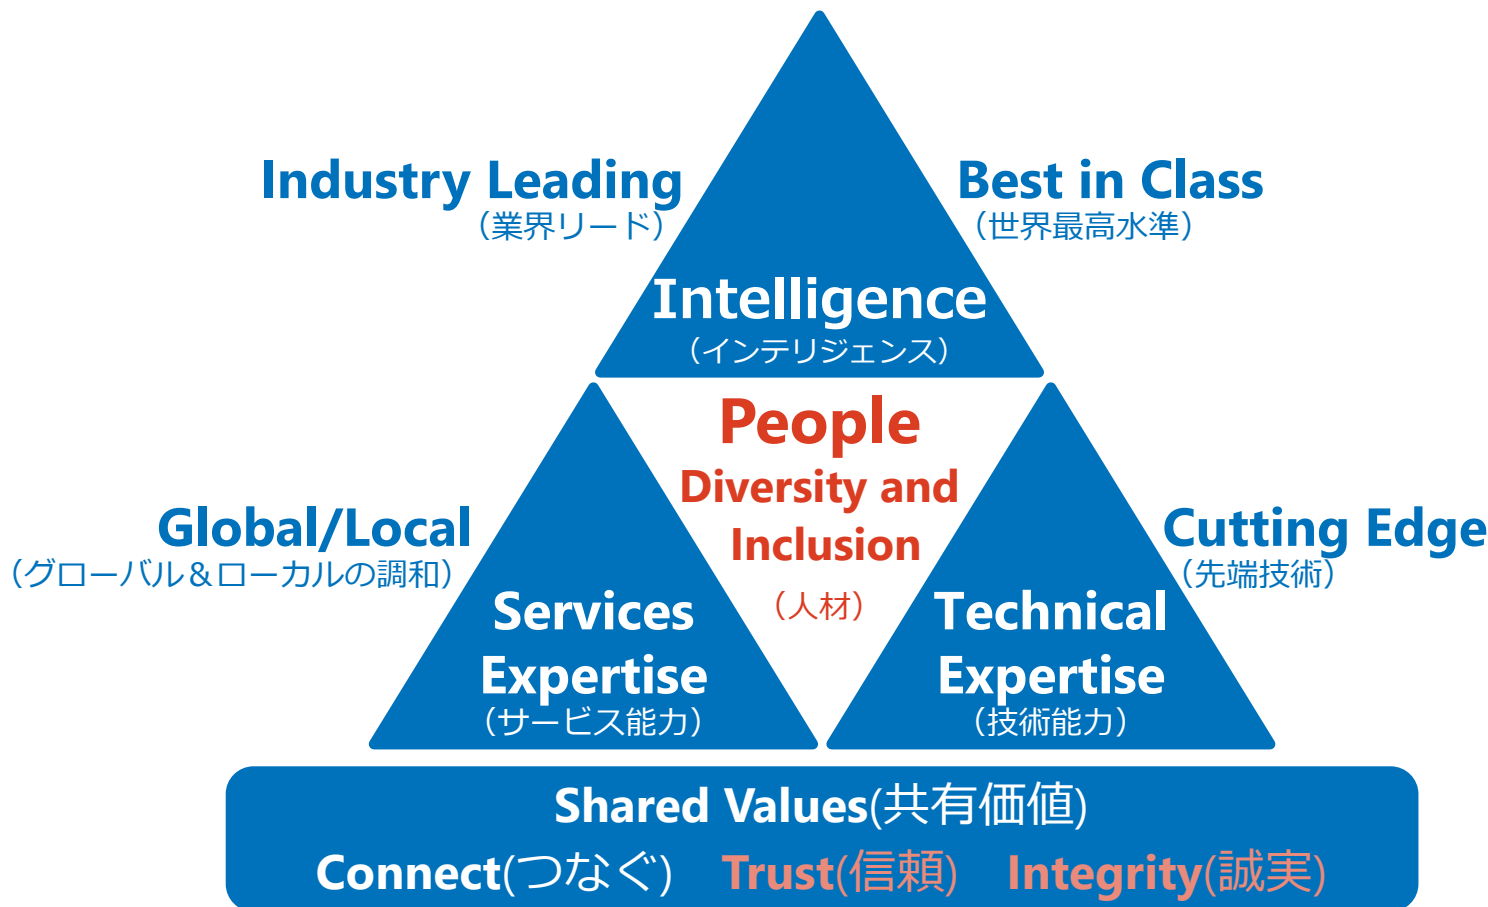 Industry Leading
（業界リード）
Best in Class
（世界最高水準）
Intelligence
（インテリジェンス）
People
Diversity and
Inclusion
（人材）
Global/Local
（グローバル＆ローカルの調和）
Cutting Edge
（先端技術）
Services
Expertise
（サービス能力）
Technical
Expertise
（技術能力）
Shared Values(共有価値)
Connect(つなぐ) Trust(信頼) Integrity(誠実)